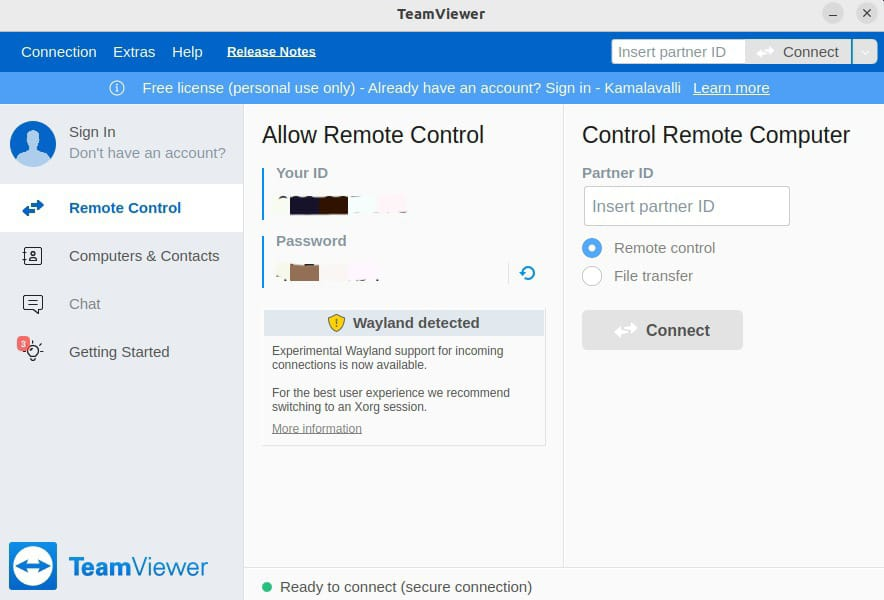 TeamViewer
Connection Extras Help Release Notes Insert partner ID Connect
Free license (personal use only) - Already have an account? Sign in - Kamalavalli Learn more
Sign In
Don't have an account?
Remote Control
Computers & Contacts
Chat
3
Getting Started
TeamViewer
Allow Remote Control
Your ID
Password
Wayland detected
Experimental Wayland support for incoming
connections is now available.
For the best user experience we recommend
switching to an Xorg session.
More information
Control Remote Computer
Partner ID
Insert partner ID
Remote control
File transfer
Connect
Ready to connect (secure connection)